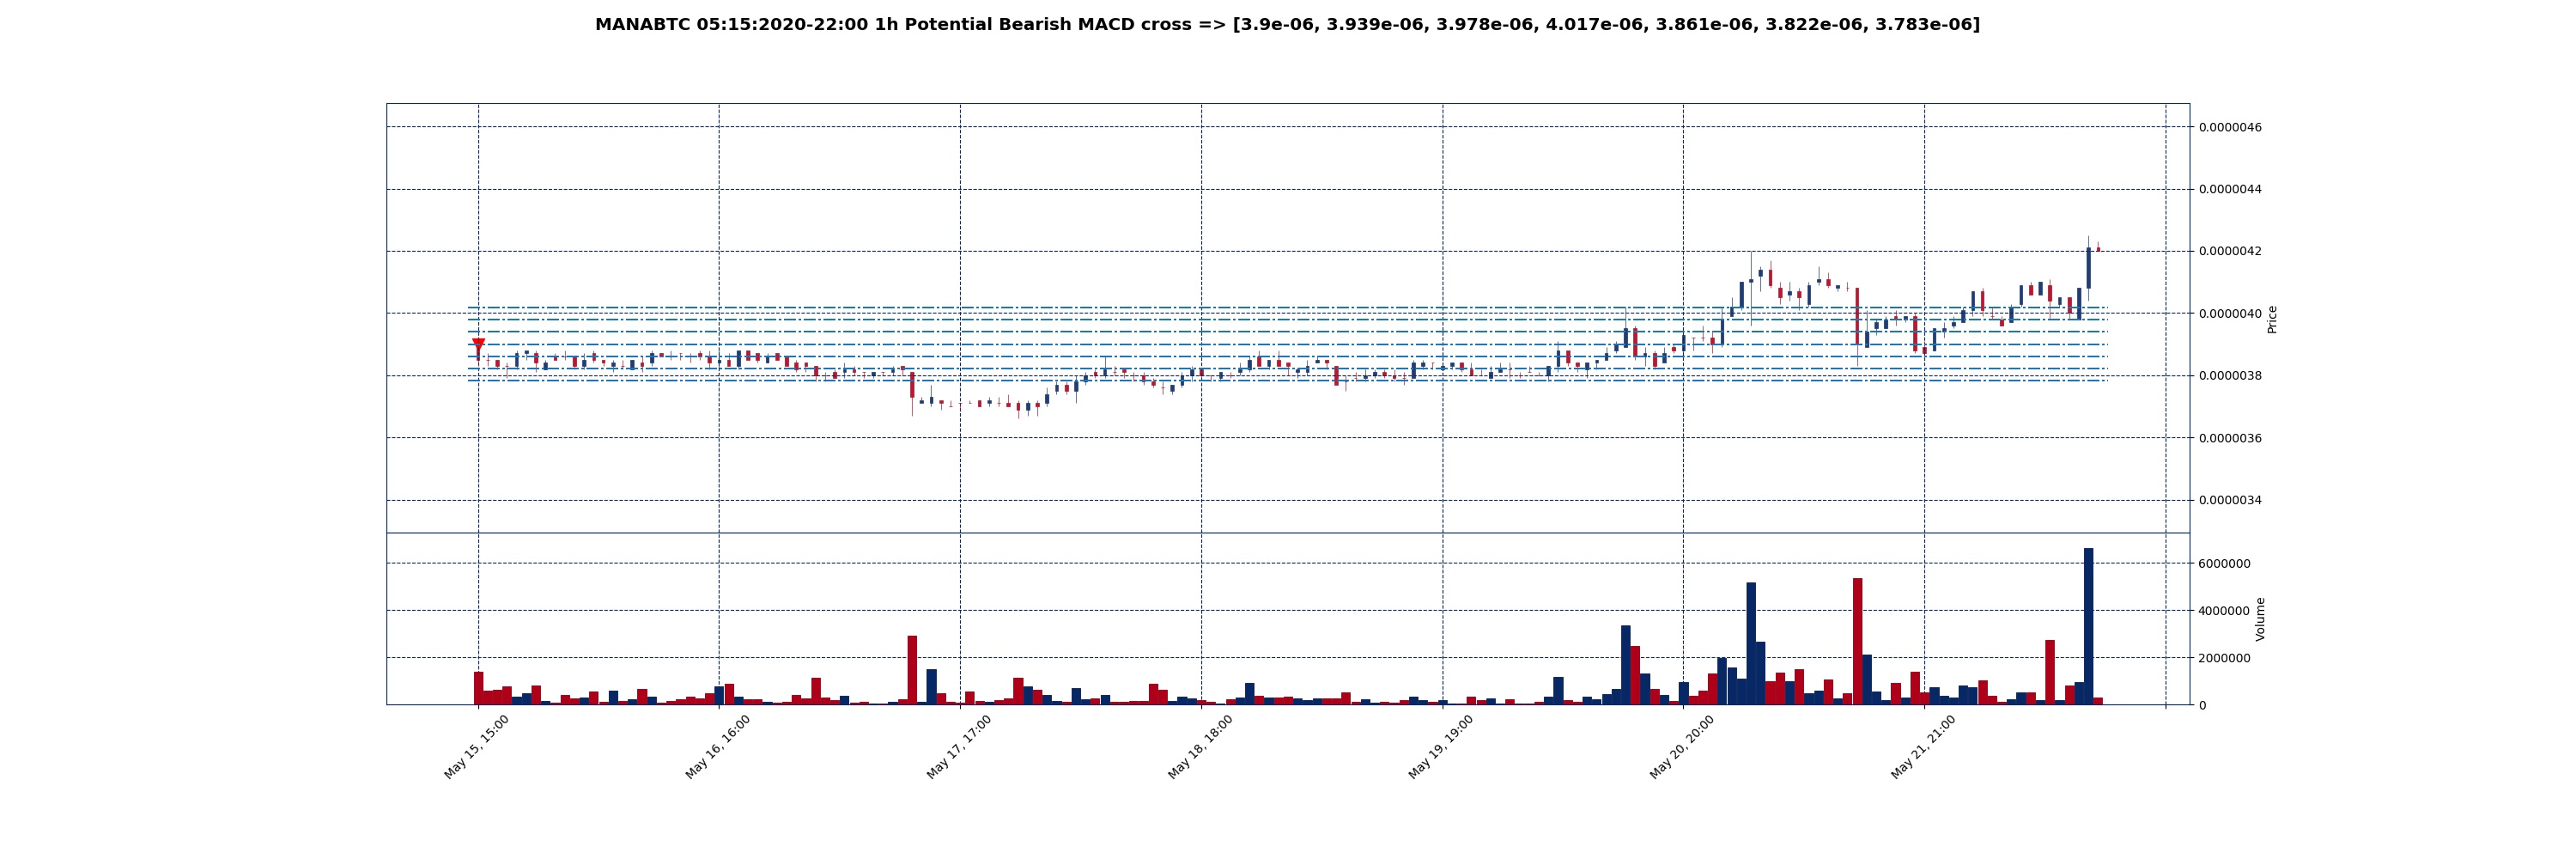 MANABTC 05:15:2020-22:00 1h Potential Bearish MACD cross => [3.9e-06, 3.939e-06, 3.978e-06, 4.017e-06, 3.861e-06, 3.822e-06, 3.783e-06]
0.0000046
0.0000044
0.0000042
0.0000040
0.0000038
0.0000036
0.0000034
Price
6000000
4000000
2000000
0
Volume
May 15, 15:00
May 16, 16:00
May 17, 17:00
May 18, 18:00
May 19, 19:00
May 20, 20:00
May 21, 21:00